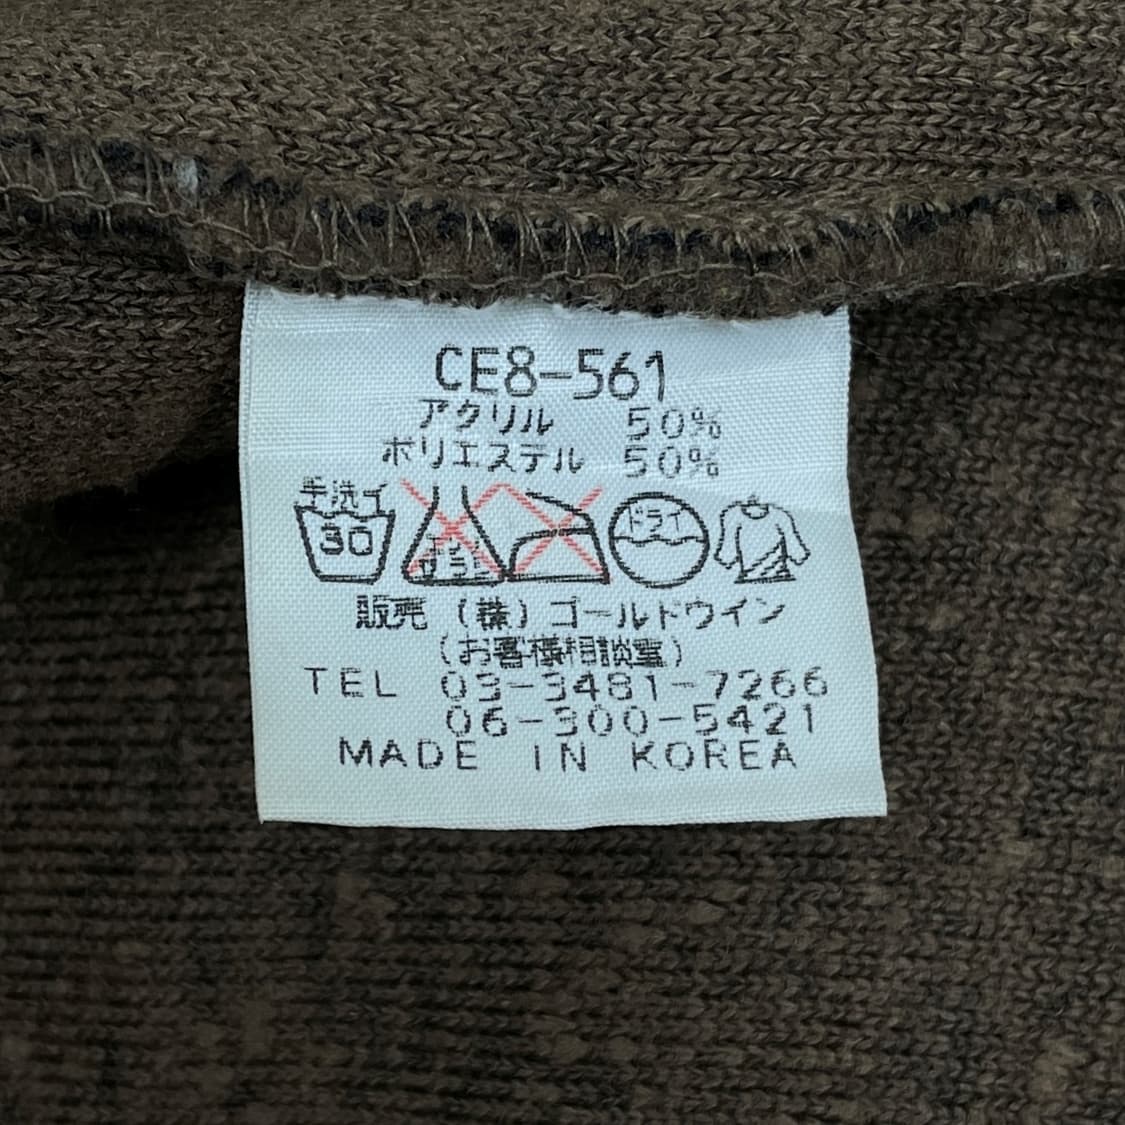 CE8-561
アクリル 50%
ポリエステル 50%
手洗イ
30
ドライ
販売 (株) ゴールドウイン
(お客様相談室)
TEL 03-3481-7266
06-300-5421
MADE IN KOREA